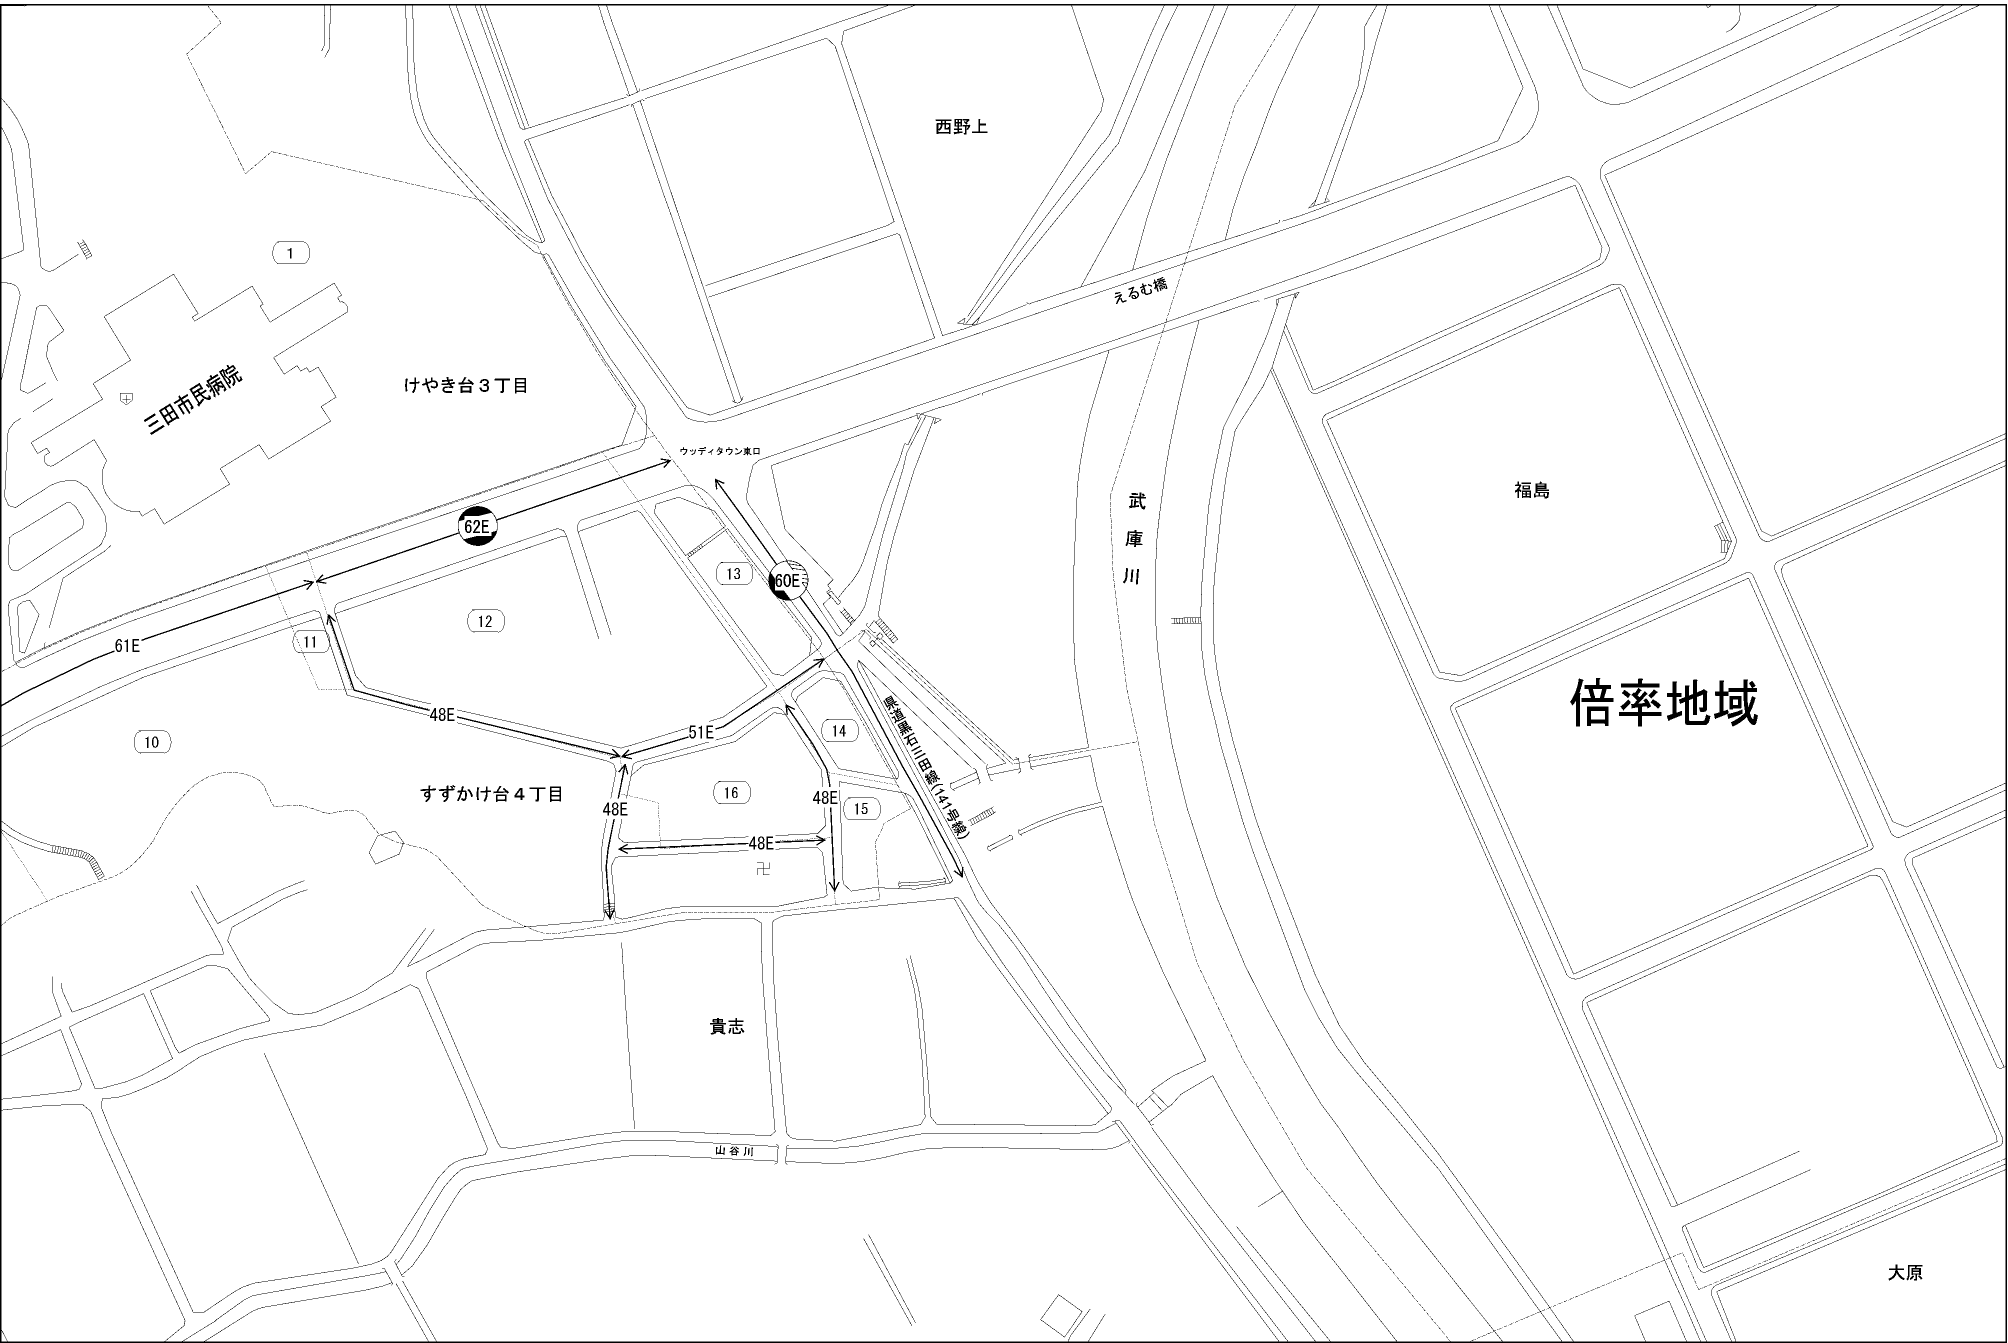 西野上
1
えるむ橋
けやき台3丁目
三田市民病院
ウッディタウン東口
武庫川
福島
62E
13
60E
12
11
61E
倍率地域
48E
51E
14
県道黒石三田線(141号線)
10
すずかけ台4丁目
16
48E
48E
15
48E
貴志
山谷川
大原